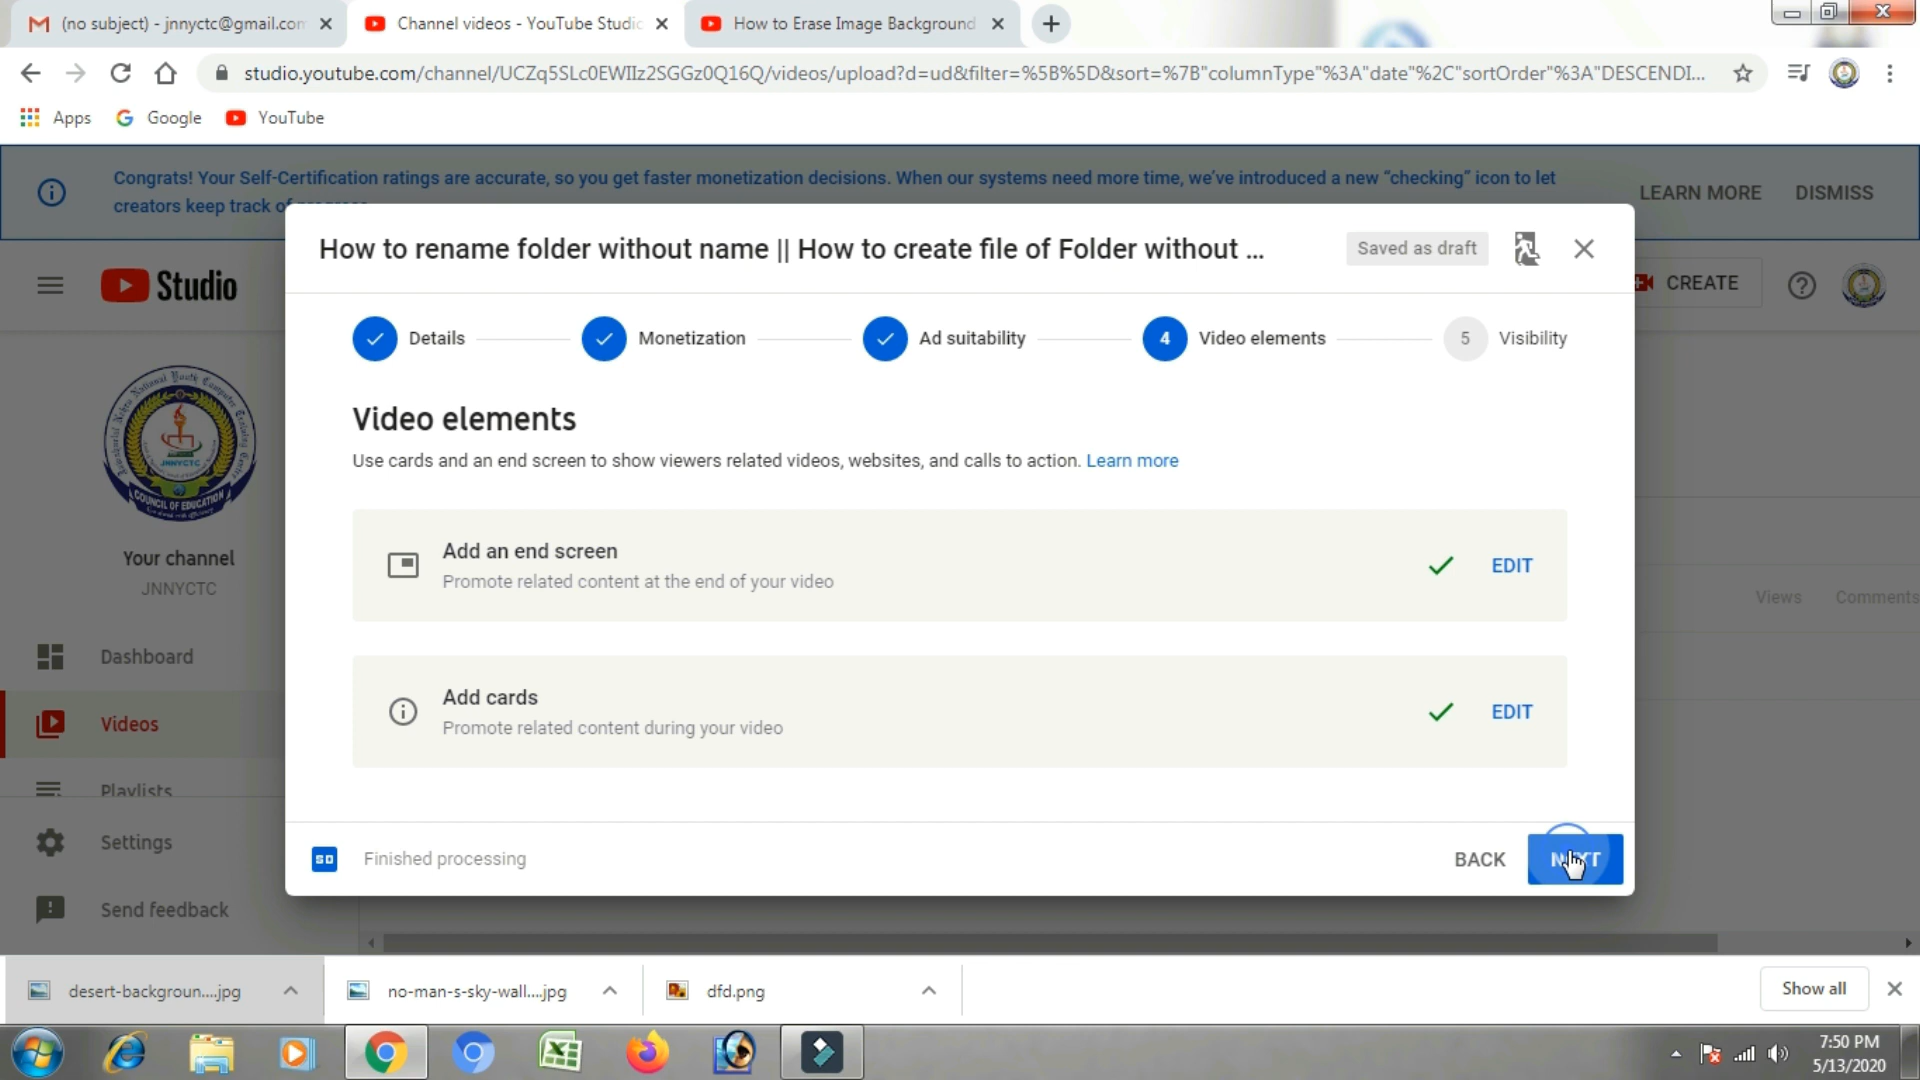 (no subject) - jnnyctc@gmail.com
Channel videos - YouTube Studio
How to Erase Image Background
studio.youtube.com/channel/UCZq5SLc0EWIIz2SGGz0Q16Q/videos/upload?d=ud&filter=%5B%5D&sort=%7B"columnType"%3A"date"%2C"sortOrder"%3A"DESCENDI...
Apps
Google
YouTube
Congrats! Your Self-Certification ratings are accurate, so you get faster monetization decisions. When our systems need more time, we've introduced a new “checking” icon to let
creators keep track of
LEARN MORE
DISMISS
How to rename folder without name || How to create file of Folder without ...
Saved as draft
Studio
CREATE
Details
Monetization
Ad suitability
4
Video elements
5
Visibility
Video elements
Use cards and an end screen to show viewers related videos, websites, and calls to action. Learn more
JNNYCTC
COUNCIL OF EDUCATION
Add an end screen
Promote related content at the end of your video
EDIT
Your channel
JNNYCTC
Views
Comments
Dashboard
Add cards
Promote related content during your video
EDIT
Videos
Playlists
Settings
SD
Finished processing
BACK
NEXT
Send feedback
desert-backgroun....jpg
no-man-s-sky-wall....jpg
dfd.png
Show all
7:50 PM
5/13/2020